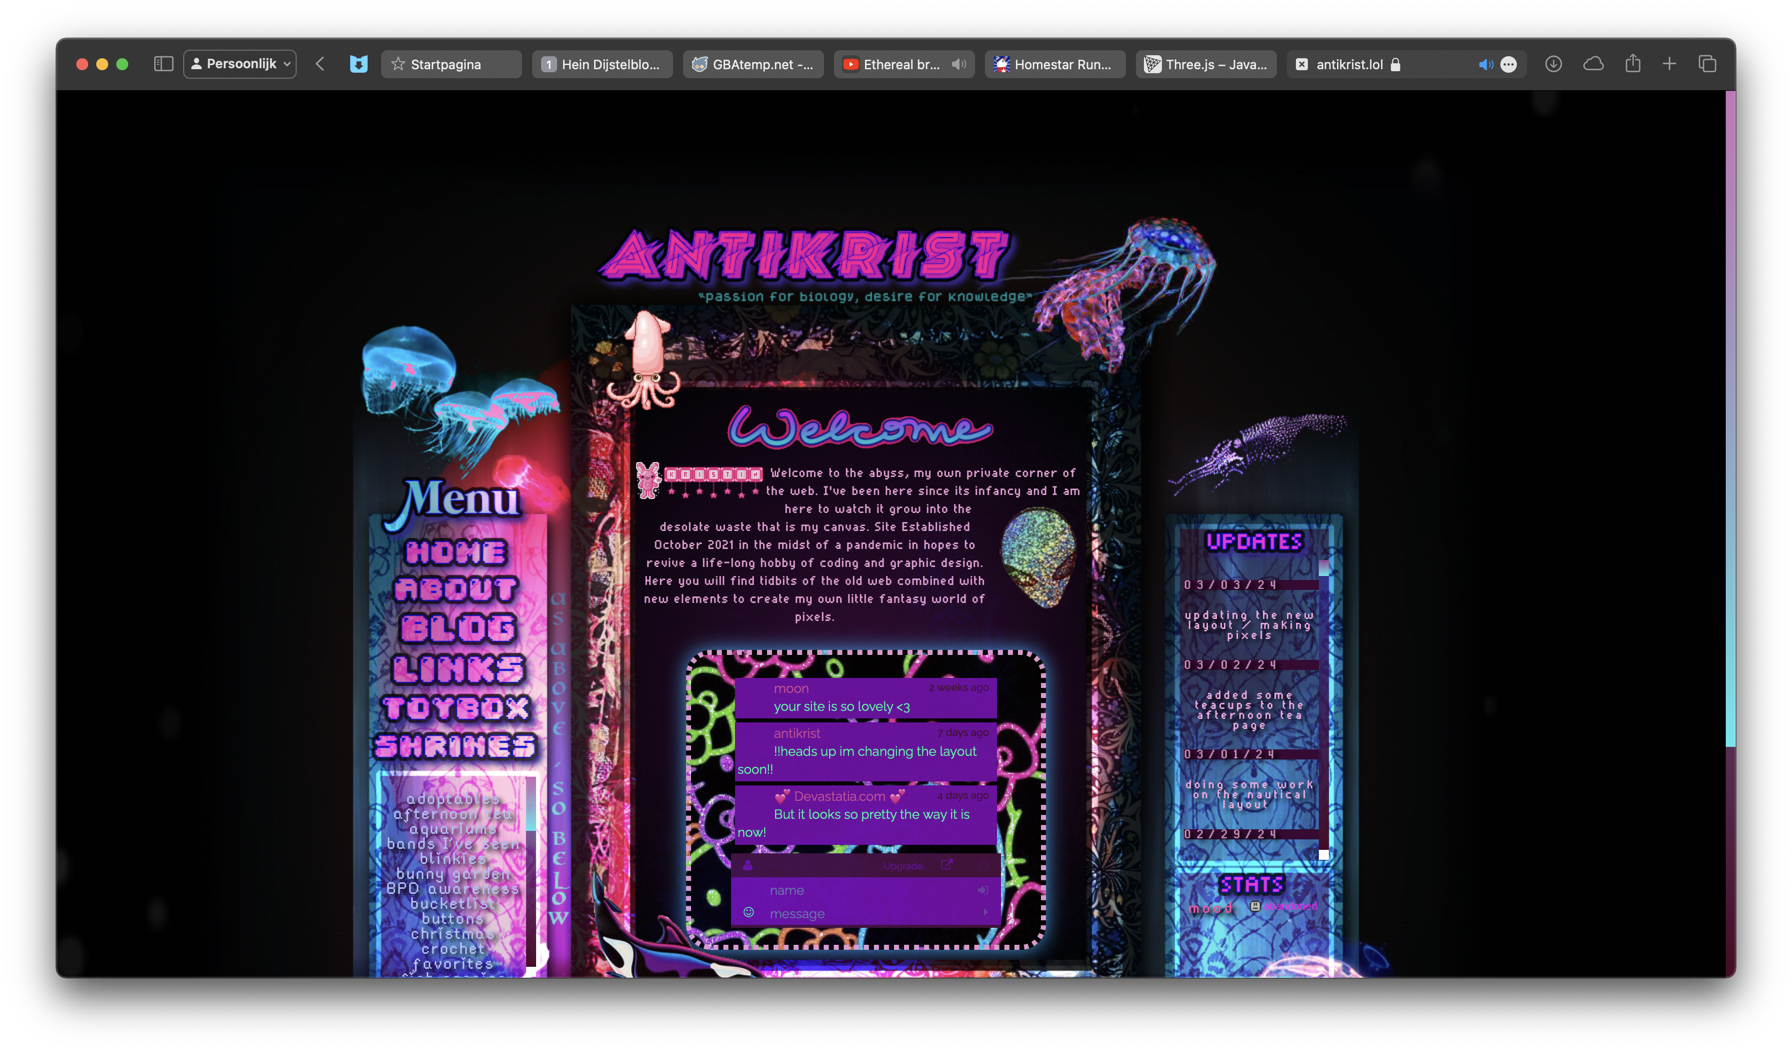 Persoonlijk
Startpagina
1 Hein Dijstelblo...
GBAtemp.net -...
Ethereal br...
Homestar Run...
Three.js – Java...
antikrist.lol
ANTIKRIST
"passion for biology, desire for knowledge"
Menu
HOME
ABOUT
BLOG
LINKS
TOYBOX
SHRINES
adoptables
afternoon tea
aquariums
bands I've seen
blinkies
bunny garden
BPD awareness
bucketlist
buttons
christmas
crochet
favorites
AS ABOVE, SO BELOW
Welcome
Welcome to the abyss, my own private corner of
the web. I've been here since its infancy and I am
here to watch it grow into the
desolate waste that is my canvas. Site Established
October 2021 in the midst of a pandemic in hopes to
revive a life-long hobby of coding and graphic design.
Here you will find tidbits of the old web combined with
new elements to create my own little fantasy world of
pixels.
moon 2 weeks ago
your site is so lovely <3
antikrist 7 days ago
!!heads up im changing the layout
soon!!
💕 Devastatia.com 💕 4 days ago
But it looks so pretty the way it is
now!
Upgrade
name
message
UPDATES
03/03/24
updating the new
layout / making
pixels
03/02/24
added some
teacups to the
afternoon tea
page
03/01/24
doing some work
on the nautical
layout
02/29/24
STATS
mood: abandoned